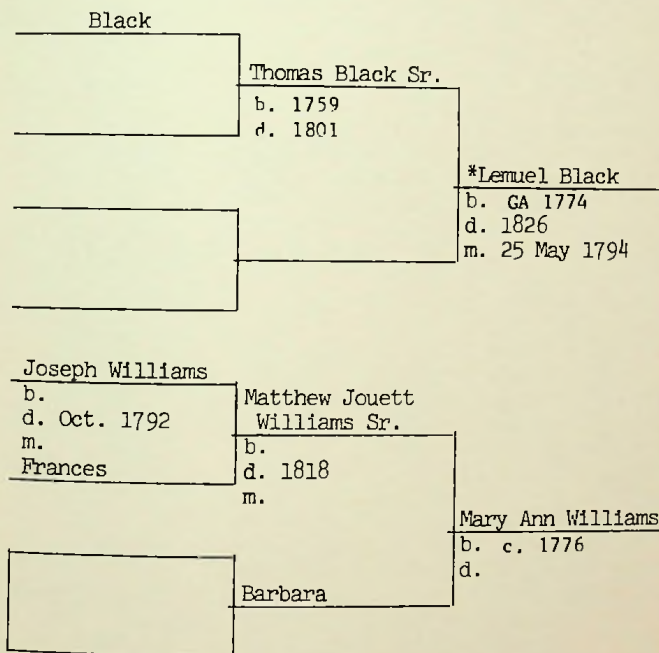 Black
Thomas Black Sr.
b. 1759
d. 1801
*Lemuel Black
b. GA 1774
d. 1826
m. 25 May 1794
Joseph Williams
b.
d. Oct. 1792
m.
Frances
Matthew Jouett
Williams Sr.
b.
d. 1818
m.
Mary Ann Williams
b. c. 1776
d.
Barbara